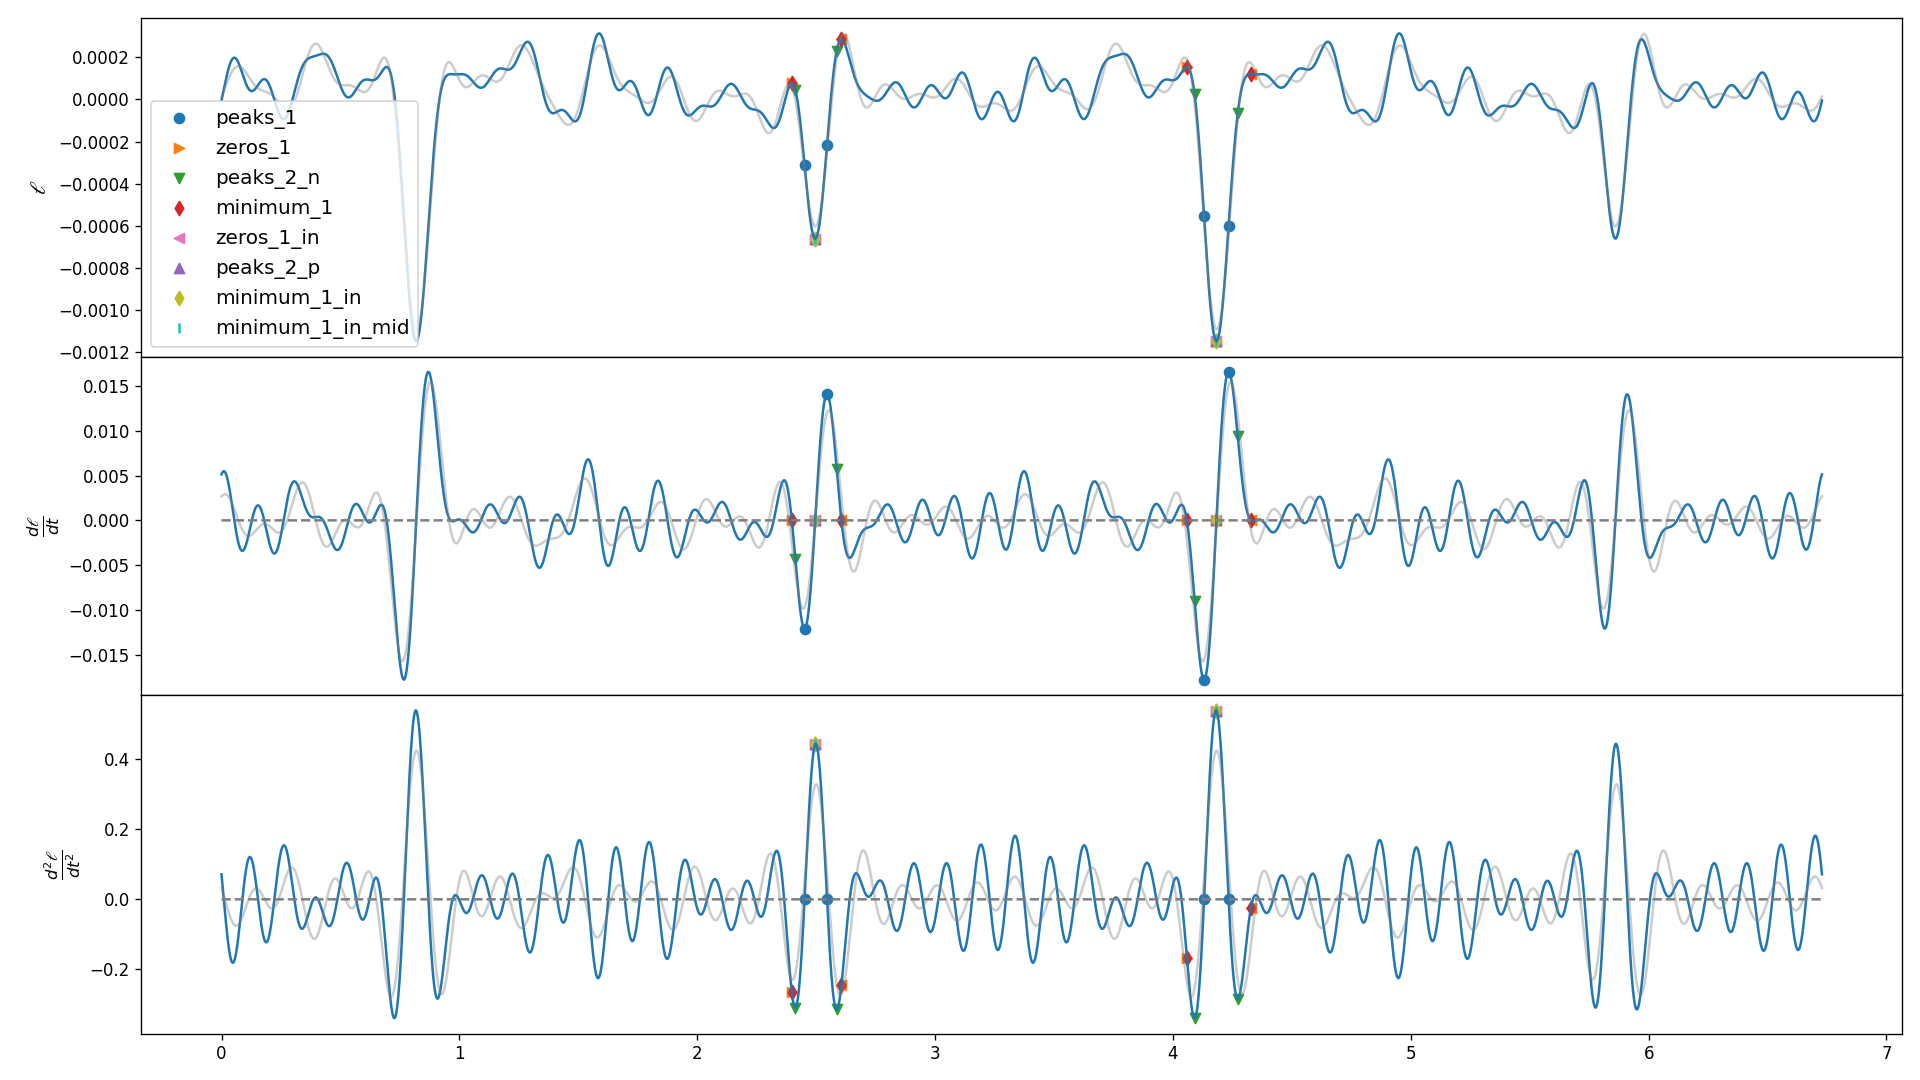 0.0002
0.0000
−0.0002
−0.0004
−0.0006
−0.0008
−0.0010
−0.0012
ℓ
peaks_1
zeros_1
peaks_2_n
minimum_1
zeros_1_in
peaks_2_p
minimum_1_in
minimum_1_in_mid
0.015
0.010
0.005
0.000
−0.005
−0.010
−0.015
dℓ
dt
0.4
0.2
0.0
−0.2
d²ℓ
dt²
0 1 2 3 4 5 6 7